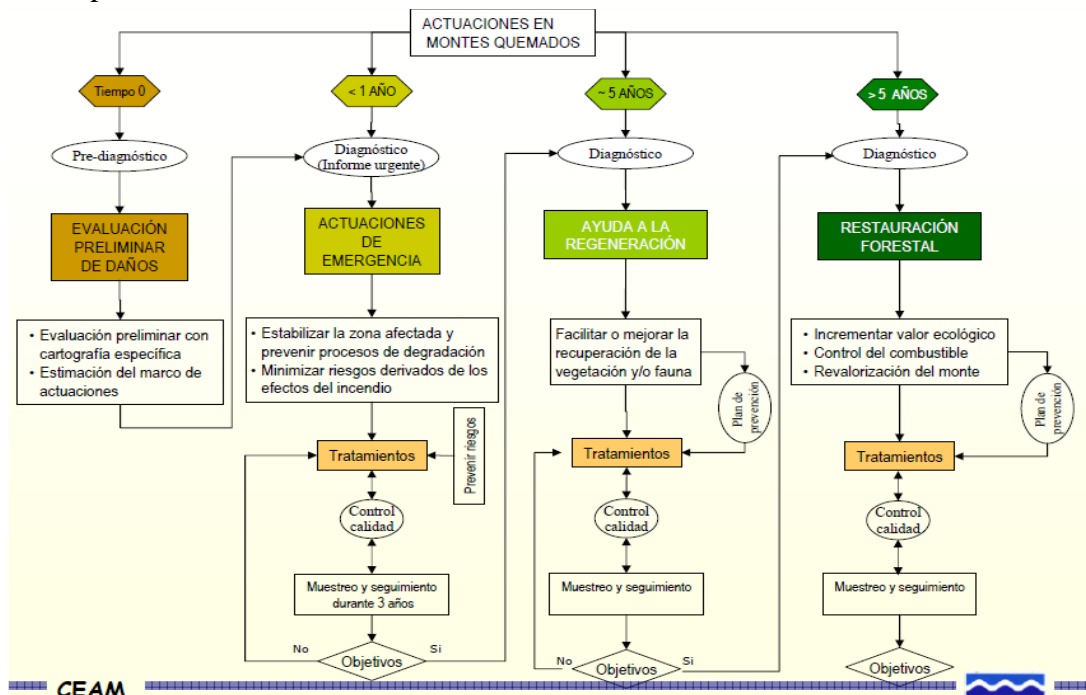 ACTUACIONES EN
MONTES QUEMADOS
Tiempo 0
Pre-diagnóstico
EVALUACIÓN
PRELIMINAR
DE DAÑOS
• Evaluación preliminar con
cartografía específica
• Estimación del marco de
actuaciones
< 1 AÑO
Diagnóstico
(Informe urgente)
ACTUACIONES
DE
EMERGENCIA
• Estabilizar la zona afectada y
prevenir procesos de degradación
• Minimizar riesgos derivados de los
efectos del incendio
Prevenir riesgos
Tratamientos
Control
calidad
Muestreo y seguimiento
durante 3 años
No
Objetivos
Si
~ 5 AÑOS
Diagnóstico
AYUDA A LA
REGENERACIÓN
Facilitar o mejorar la
recuperación de la
vegetación y/o fauna
Plan de
prevención
Tratamientos
Control
calidad
Muestreo y seguimiento
No
Objetivos
Si
> 5 AÑOS
Diagnóstico
RESTAURACIÓN
FORESTAL
• Incrementar valor ecológico
• Control del combustible
• Revalorización del monte
Plan de
prevención
Tratamientos
Control
calidad
Muestreo y seguimiento
Objetivos
CEAM